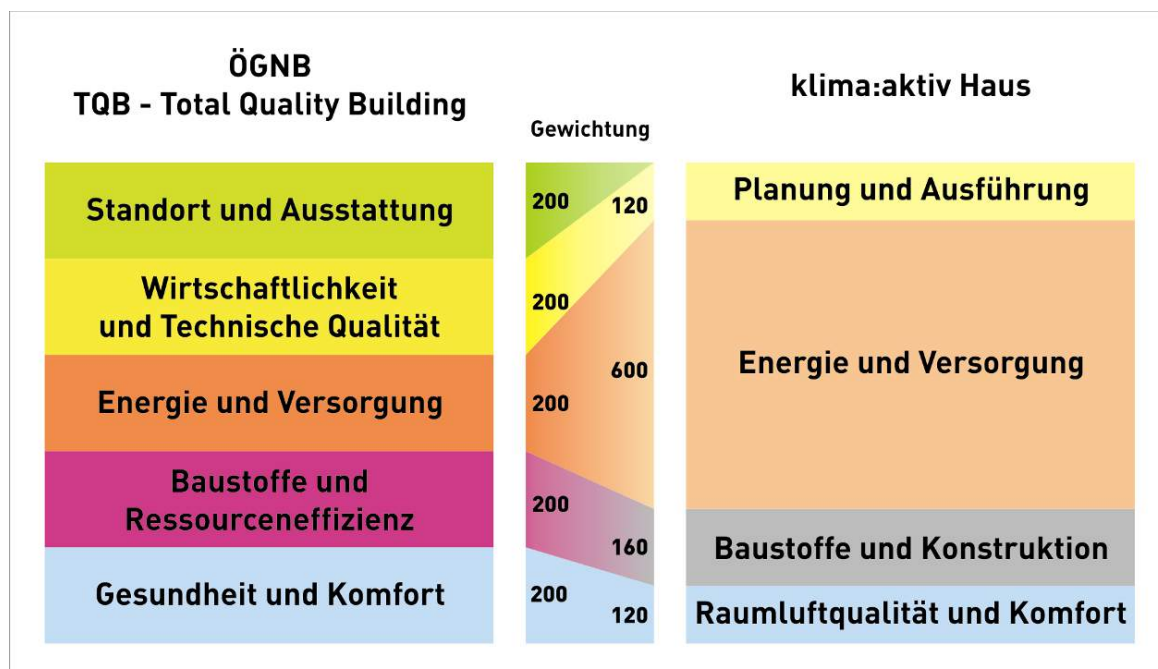 ÖGNB
TQB - Total Quality Building
klima:aktiv Haus
Gewichtung
Standort und Ausstattung
200
120
Planung und Ausführung
Wirtschaftlichkeit
und Technische Qualität
200
Energie und Versorgung
200
600
Energie und Versorgung
Baustoffe und
Ressourceneffizienz
200
160
Baustoffe und Konstruktion
Gesundheit und Komfort
200
120
Raumluftqualität und Komfort